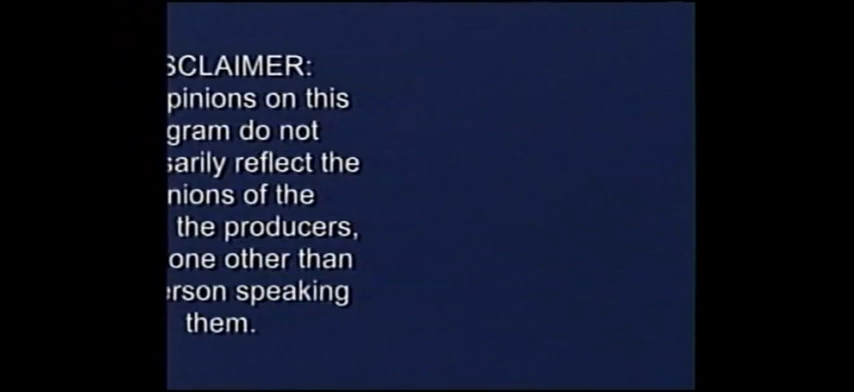 SCLAIMER:
pinions on this
gram do not
sarily reflect the
nions of the
the producers,
one other than
erson speaking
them.